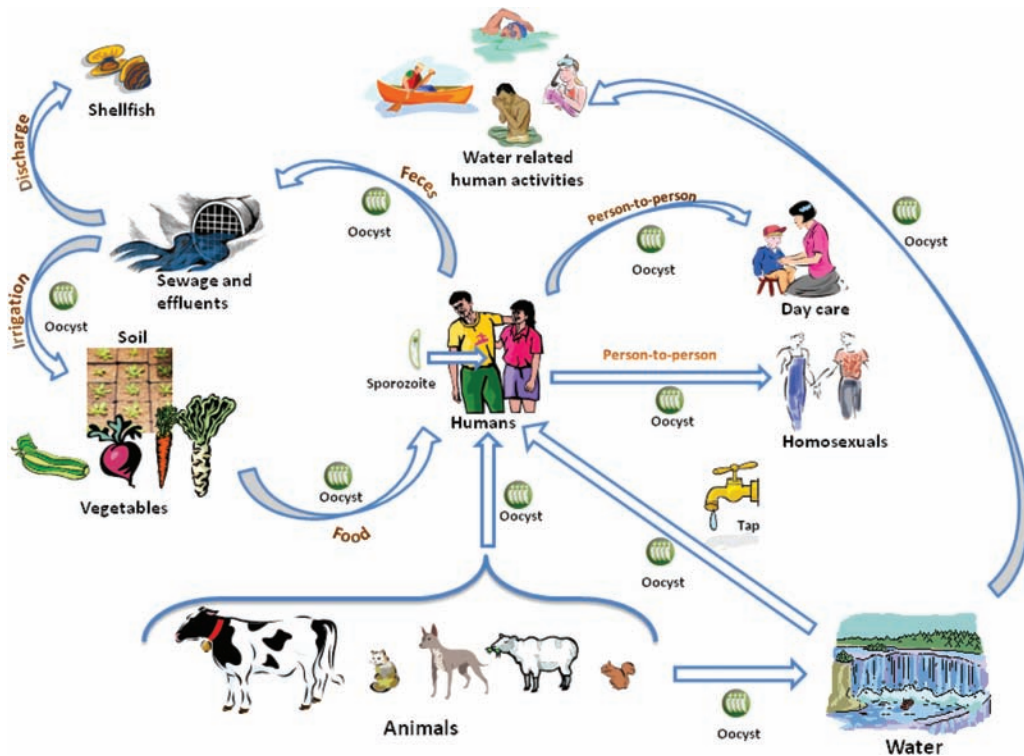 Shellfish
Discharge
Water related
human activities
Feces
Oocyst
Person-to-person
Oocyst
Oocyst
Sewage and
effluents
Day care
Irrigation
Oocyst
Soil
Sporozoite
Person-to-person
Oocyst
Humans
Homosexuals
Vegetables
Oocyst
Food
Oocyst
Tap
Oocyst
Animals
Oocyst
Water